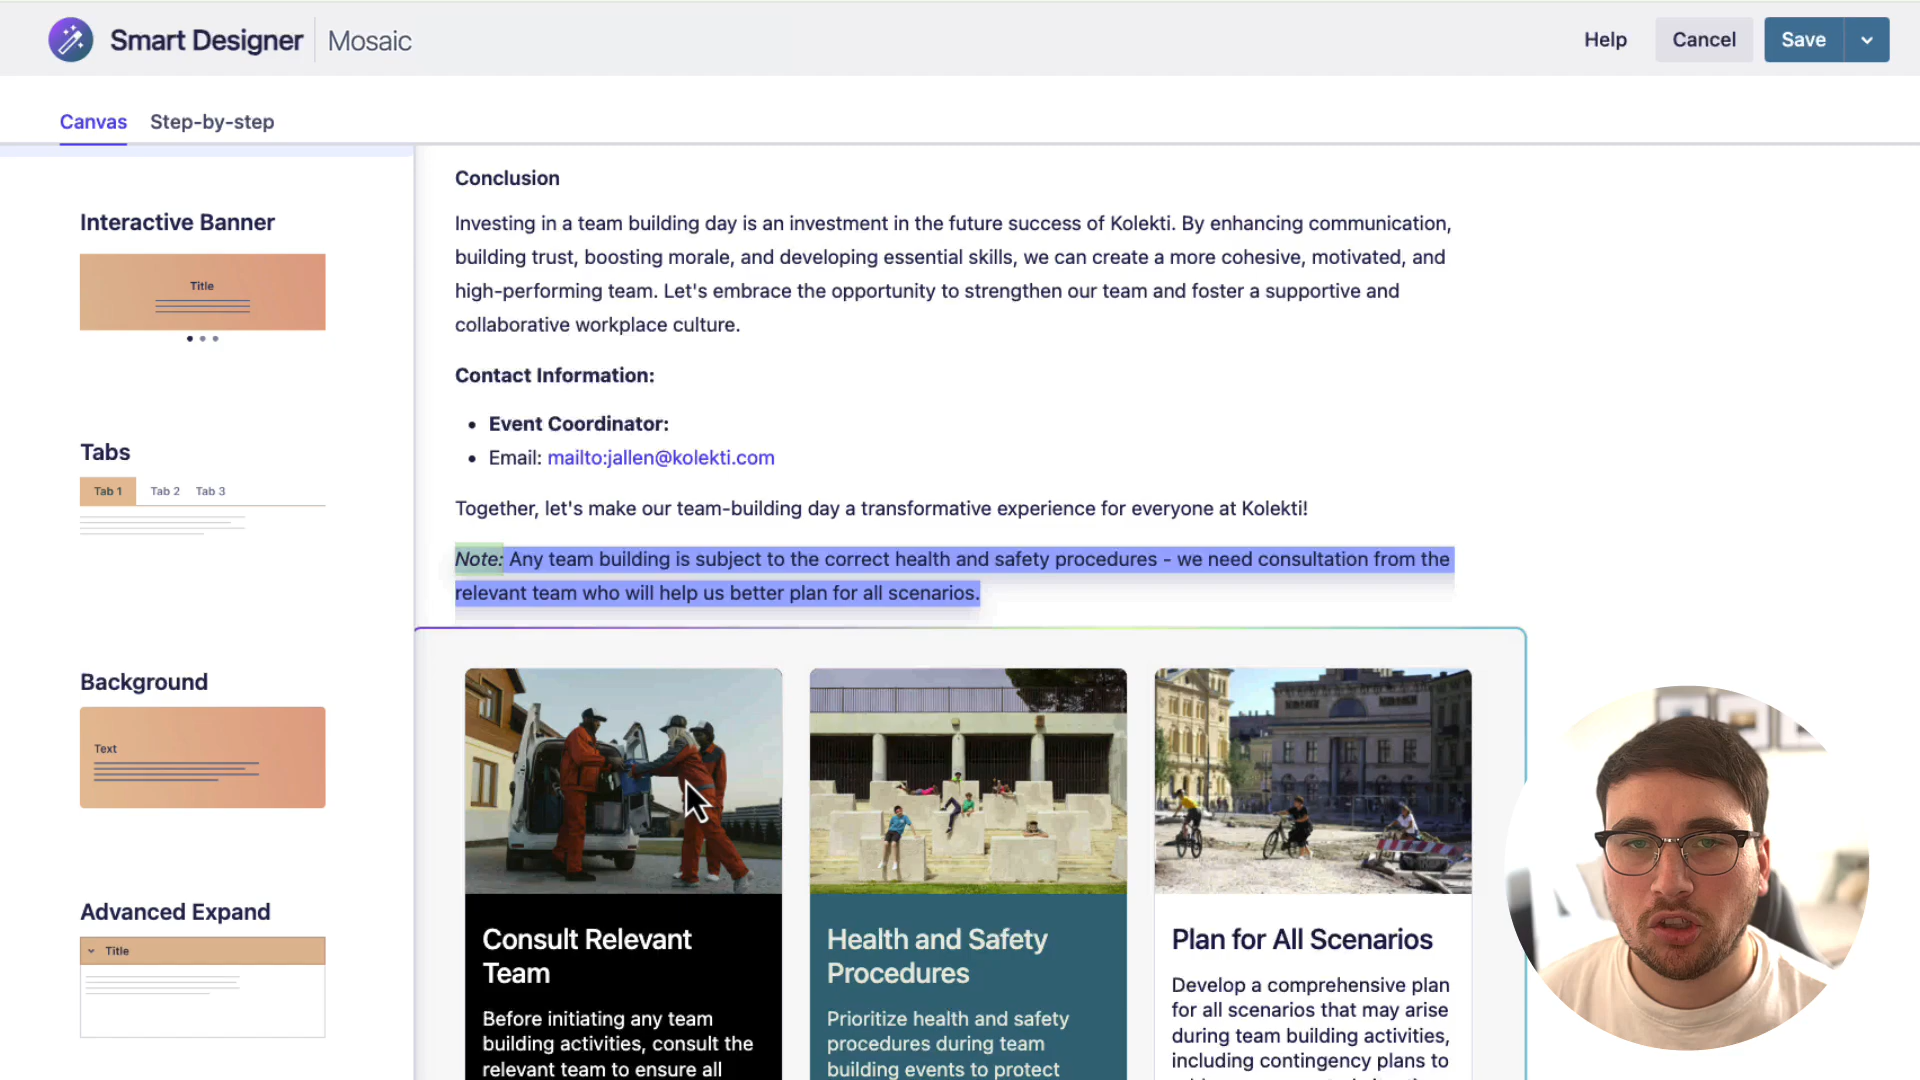 Smart Designer
Mosaic
Help
Cancel
Save
Canvas
Step-by-step
Interactive Banner
Title
Tabs
Tab 1
Tab 2
Tab 3
Background
Text
Advanced Expand
Title
Conclusion
Investing in a team building day is an investment in the future success of Kolekti. By enhancing communication,
building trust, boosting morale, and developing essential skills, we can create a more cohesive, motivated, and
high-performing team. Let's embrace the opportunity to strengthen our team and foster a supportive and
collaborative workplace culture.
Contact Information:
• Event Coordinator:
• Email: mailto:jallen@kolekti.com
Together, let's make our team-building day a transformative experience for everyone at Kolekti!
Note: Any team building is subject to the correct health and safety procedures - we need consultation from the
relevant team who will help us better plan for all scenarios.
Consult Relevant
Team
Before initiating any team
building activities, consult the
relevant team to ensure all
Health and Safety
Procedures
Prioritize health and safety
procedures during team
building events to protect
Plan for All Scenarios
Develop a comprehensive plan
for all scenarios that may arise
during team building activities,
including contingency plans to